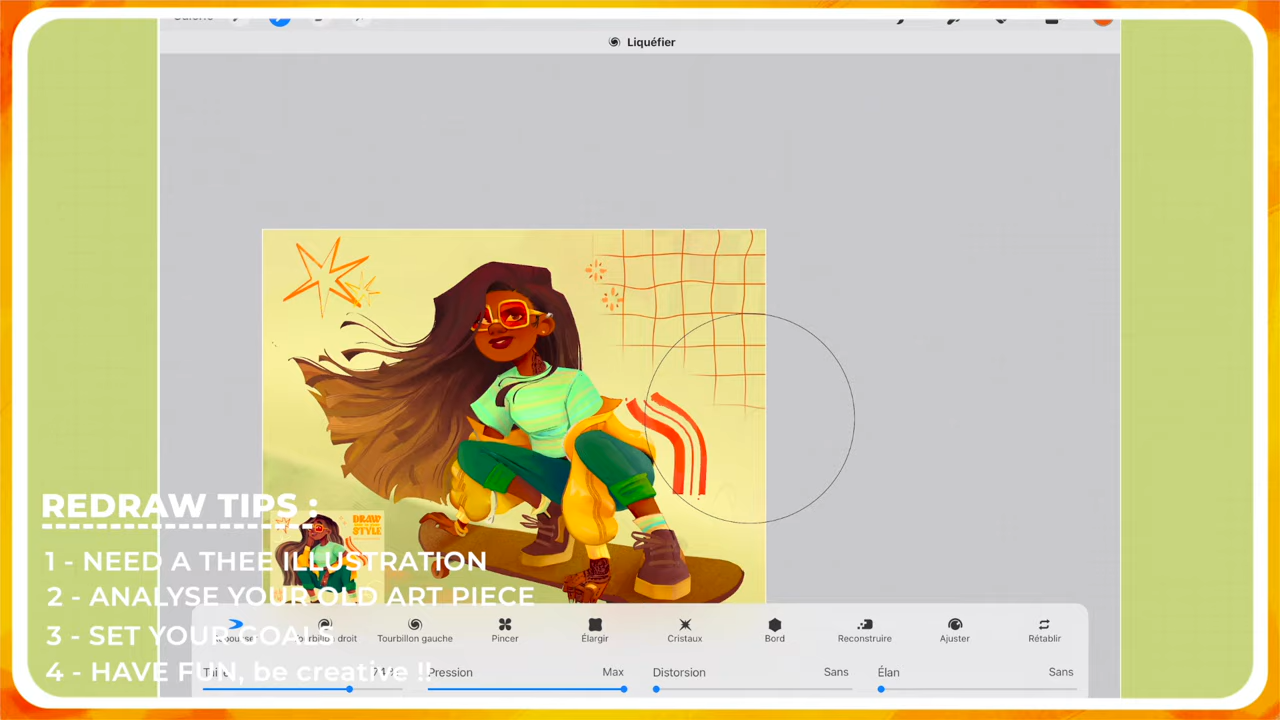 Liquéfier
DRAW
STYLE
REDRAW TIPS :
1 - NEED A THEE ILLUSTRATION
2 - ANALYSE YOUR OLD ART PIECE
3 - SET YOUR GOALS
4 - HAVE FUN, be creative !!
Tourbillon droit Tourbillon gauche Pincer Élargir Cristaux Bord Reconstruire Ajuster Rétablir
Pression Max Distorsion Sans Élan Sans